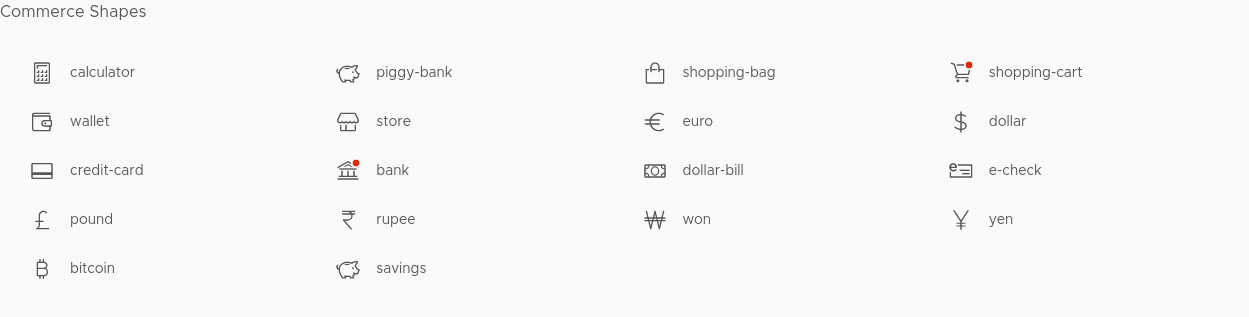 Commerce Shapes
calculator piggy-bank shopping-bag shopping-cart
wallet store euro dollar
credit-card bank dollar-bill e-check
pound rupee won yen
bitcoin savings